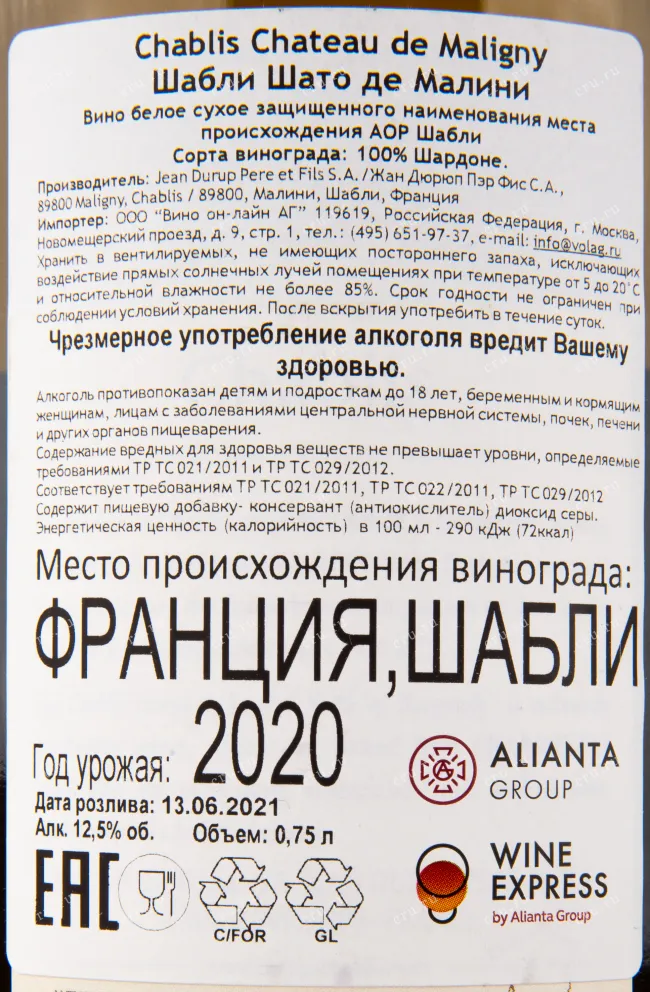 Chablis Chateau de Maligny
Шабли Шато де Малини
Вино белое сухое защищенного наименования места
происхождения АОР Шабли
Сорта винограда: 100% Шардоне.
Производитель: Jean Durup Pere et Fils S.A. /Жан Дюрюп Пэр Фис С.А.,
89800 Maligny, Chablis / 89800, Малини, Шабли, Франция
Импортер: ООО "Вино он-лайн АГ" 119619, Российская Федерация, г. Москва,
Новомещерский проезд, д. 9, стр. 1, тел.: (495) 651-97-37, e-mail: info@volag.ru
Хранить в вентилируемых, не имеющих постороннего запаха, исключающих
воздействие прямых солнечных лучей помещениях при температуре от 5 до 20°С
и относительной влажности не более 85%. Срок годности не ограничен при
соблюдении условий хранения. После вскрытия употребить в течение суток.
Чрезмерное употребление алкоголя вредит Вашему
здоровью.
Алкоголь противопоказан детям и подросткам до 18 лет, беременным и кормящим
женщинам, лицам с заболеваниями центральной нервной системы, почек, печени
и других органов пищеварения.
Содержание вредных для здоровья веществ не превышает уровни, определяемые
требованиями ТР ТС 021/2011 и ТР ТС 029/2012.
Соответствует требованиям ТР ТС 021/2011, ТР ТС 022/2011, ТР ТС 029/2012
Содержит пищевую добавку- консервант (антиокислитель) диоксид серы.
Энергетическая ценность (калорийность) в 100 мл - 290 кДж (72ккал)
Место происхождения винограда:
ФРАНЦИЯ,ШАБЛИ
Год урожая: 2020
Дата розлива: 13.06.2021
Алк. 12,5% об. Объем: 0,75 л
ALIANTA
GROUP
WINE
EXPRESS
by Alianta Group
EAC
C/FOR GL